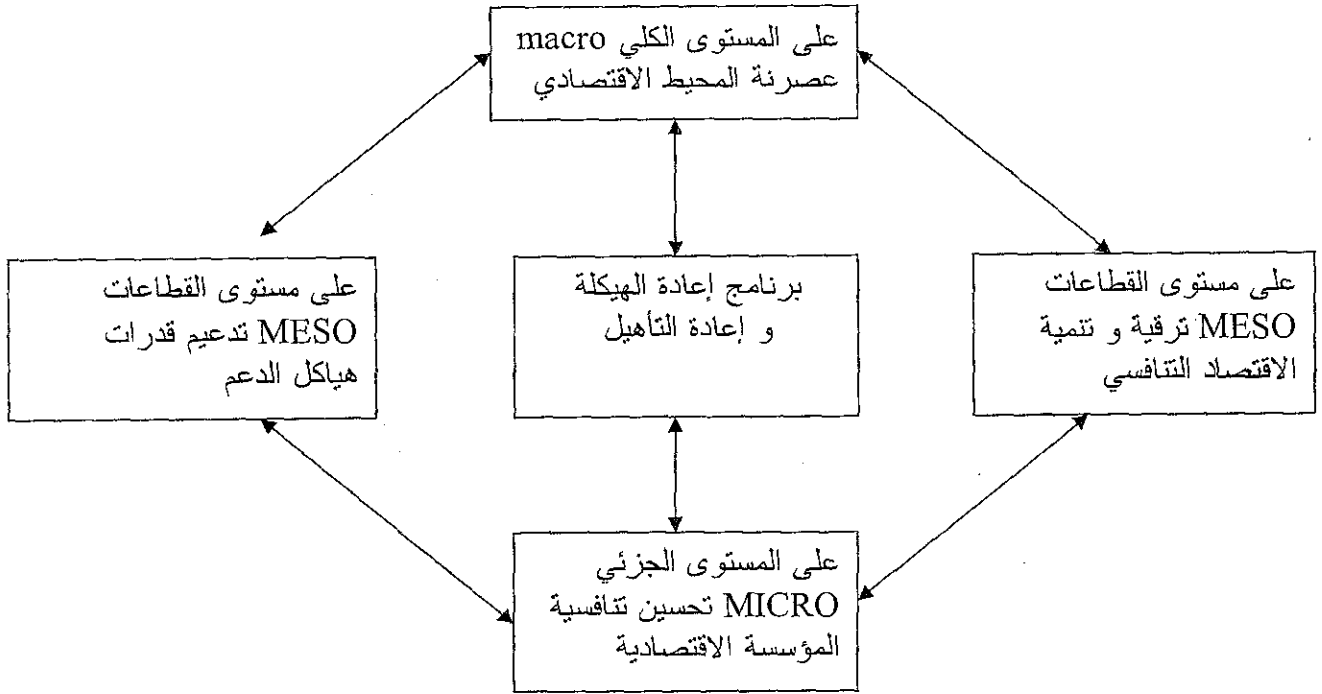 على المستوى الكلي macro
عصرنة المحيط الاقتصادي
على مستوى القطاعات
MESO ترقية و تنمية
الاقتصاد التنافسي
برنامج إعادة الهيكلة
و إعادة التأهيل
على مستوى القطاعات
MESO تدعيم قدرات
هياكل الدعم
على المستوى الجزئي
MICRO تحسين تنافسية
المؤسسة الاقتصادية